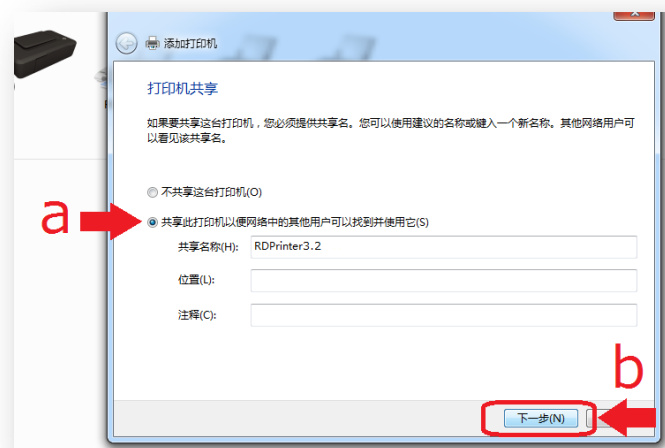 添加打印机
打印机共享
如果要共享这台打印机，您必须提供共享名。您可以使用建议的名称或键入一个新名称。其他网络用户可
以看见该共享名。
不共享这台打印机(O)
a
共享此打印机以便网络中的其他用户可以找到并使用它(S)
共享名称(H): RDPrinter3.2
位置(L):
注释(C):
b
下一步(N)